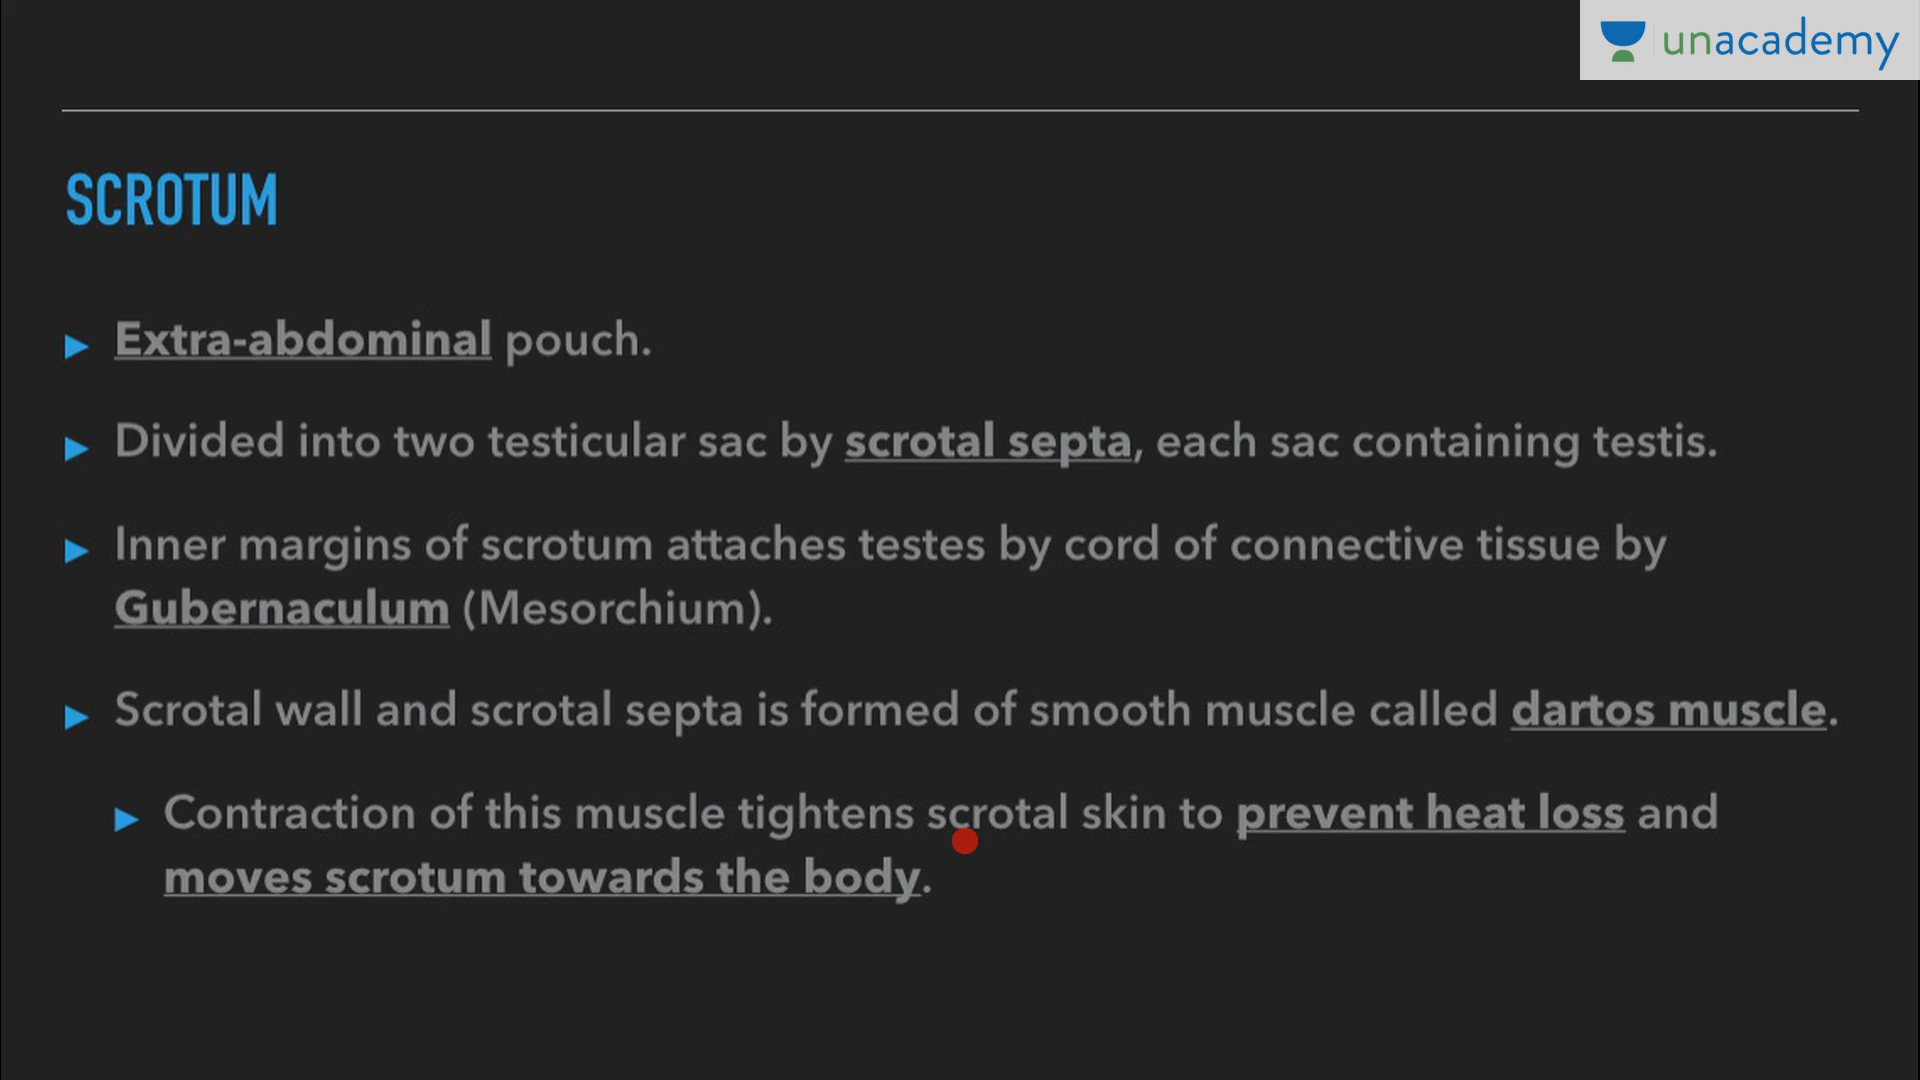 unacademy
SCROTUM
Extra-abdominal pouch.
Divided into two testicular sac by scrotal septa, each sac containing testis.
Inner margins of scrotum attaches testes by cord of connective tissue by
Gubernaculum (Mesorchium).
Scrotal wall and scrotal septa is formed of smooth muscle called dartos muscle.
Contraction of this muscle tightens scrotal skin to prevent heat loss and
moves scrotum towards the body.